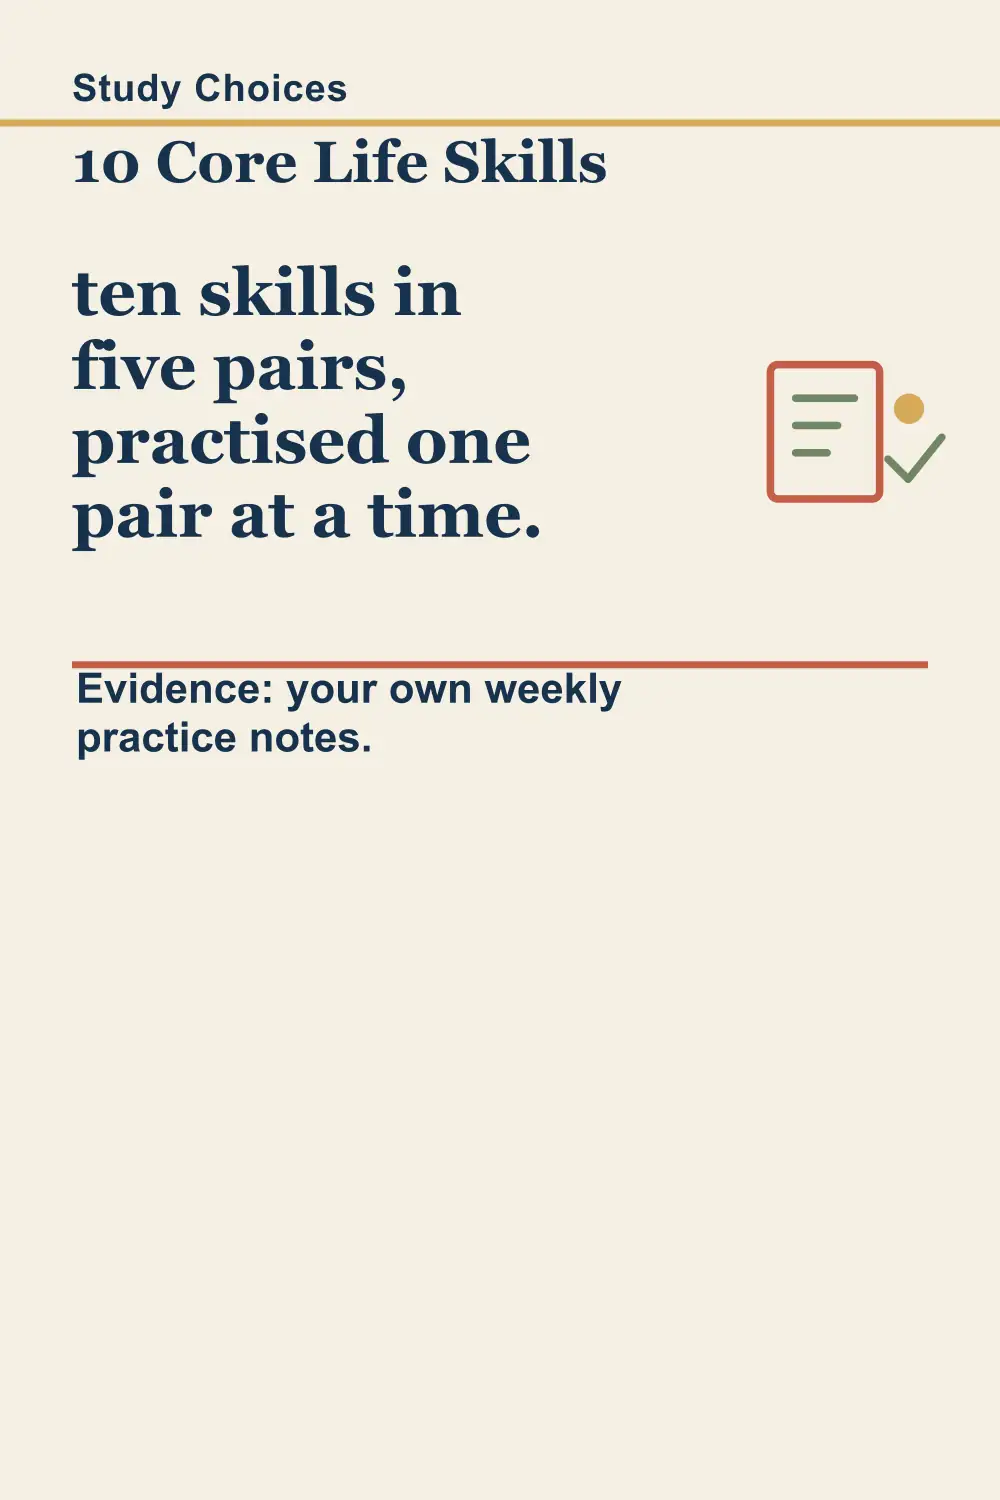 Study Choices
10 Core Life Skills
ten skills in
five pairs,
practised one
pair at a time.
Evidence: your own weekly
practice notes.